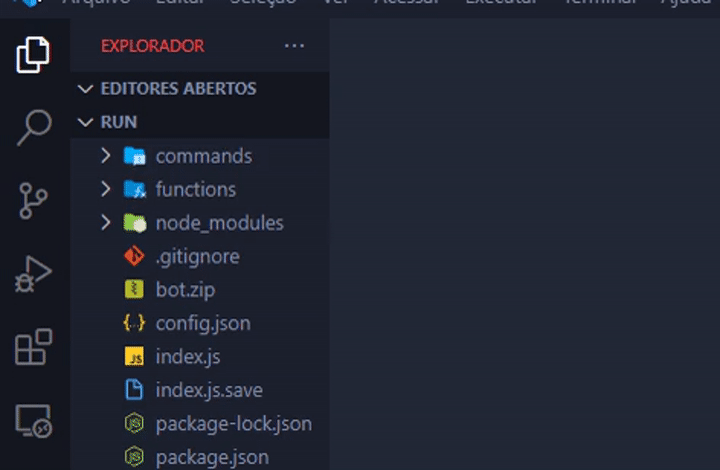 Arquivo Editar Seleção Ver Acessar Executar Terminal Ajuda
EXPLORADOR
EDITORES ABERTOS
RUN
commands
functions
node_modules
.gitignore
bot.zip
config.json
index.js
index.js.save
package-lock.json
package.json